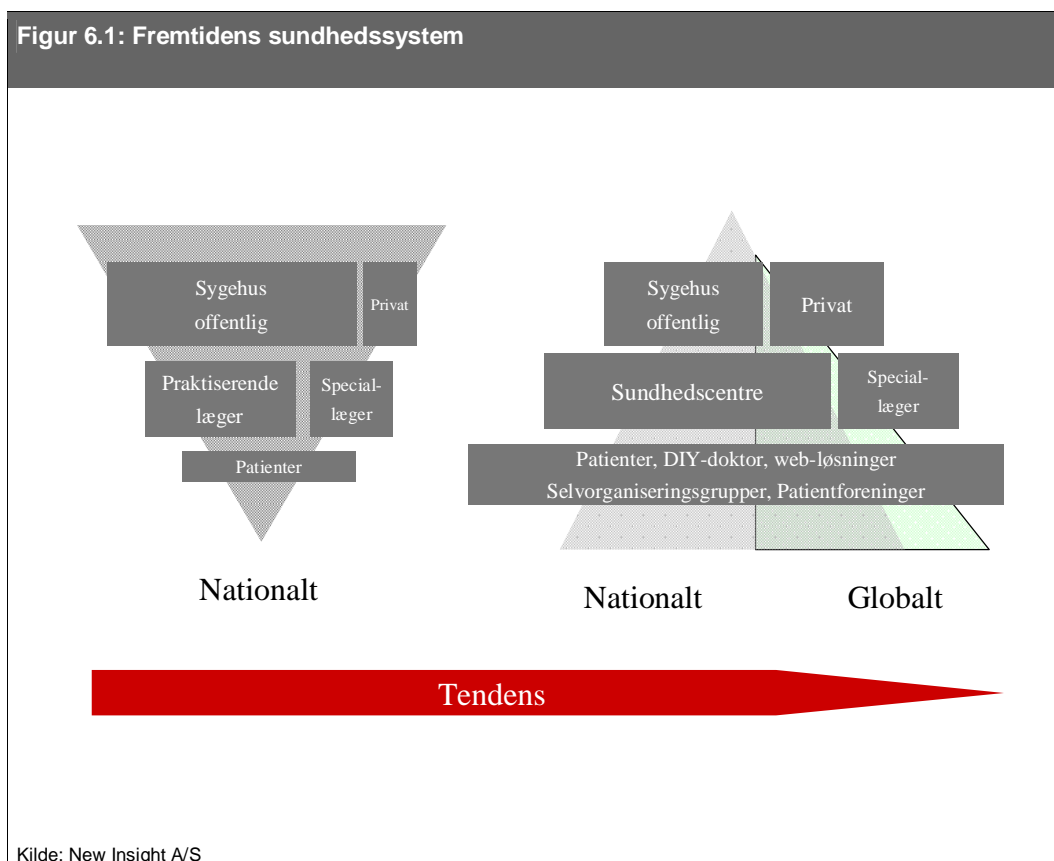 Figur 6.1: Fremtidens sundhedssystem
Sygehus
offentlig
Privat
Praktiserende
læger
Special-
læger
Patienter
Nationalt
Sygehus
offentlig
Privat
Sundhedscentre
Special-
læger
Patienter, DIY-doktor, web-løsninger
Selvorganiseringsgrupper, Patientforeninger
Nationalt
Globalt
Tendens
Kilde: New Insight A/S